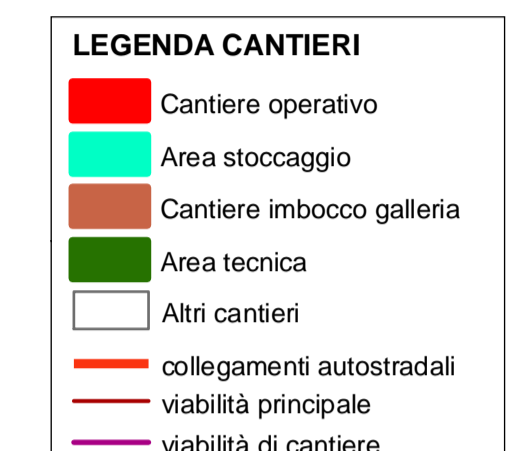 LEGENDA CANTIERI
Cantiere operativo
Area stoccaggio
Cantiere imbocco galleria
Area tecnica
Altri cantieri
collegamenti autostradali
viabilità principale
viabilità di cantiere